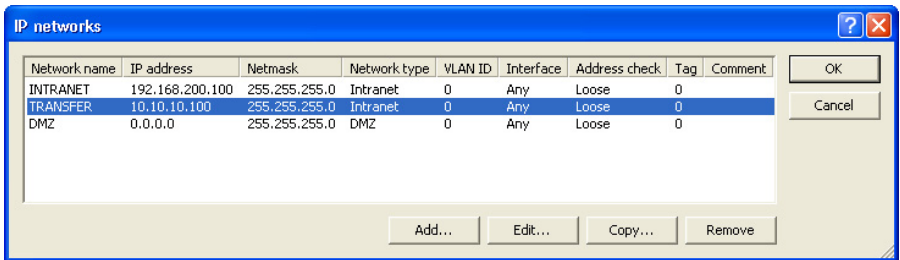 IP networks
Network name IP address Netmask Network type VLAN ID Interface Address check Tag Comment
INTRANET 192.168.200.100 255.255.255.0 Intranet 0 Any Loose 0
TRANSFER 10.10.10.100 255.255.255.0 Intranet 0 Any Loose 0
DMZ 0.0.0.0 255.255.255.0 DMZ 0 Any Loose 0
OK
Cancel
Add... Edit... Copy... Remove